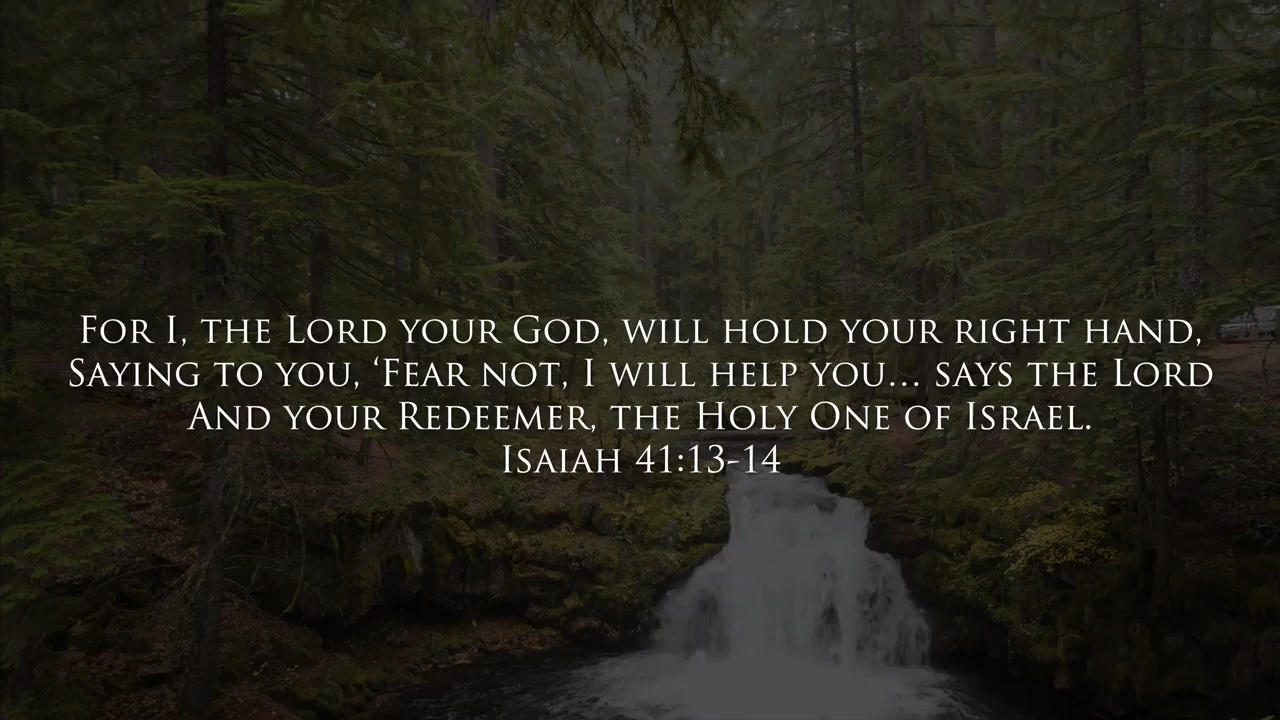 For I, the Lord your God, will hold your right hand,
Saying to you, ‘Fear not, I will help you... says the Lord
And your Redeemer, the Holy One of Israel.
Isaiah 41:13-14